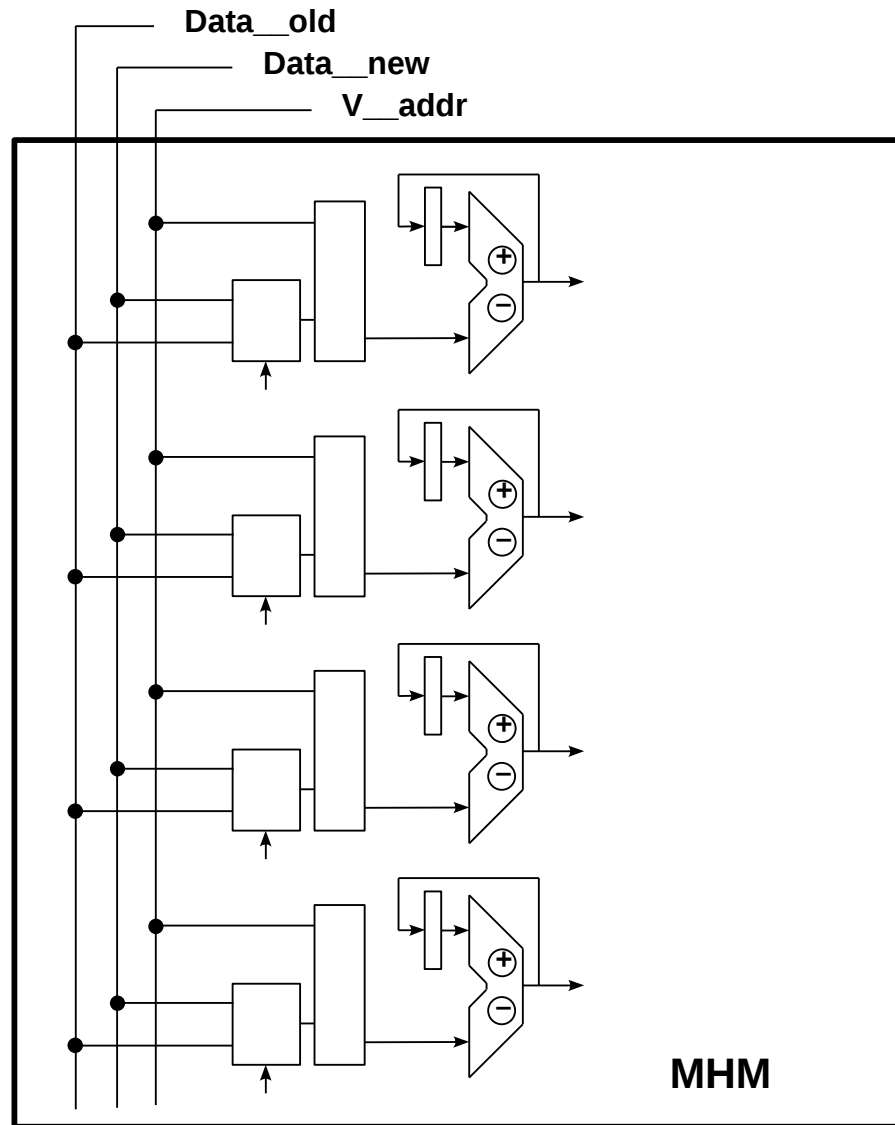 Data__old
Data__new
V__addr
+
−
+
−
+
−
+
−
MHM